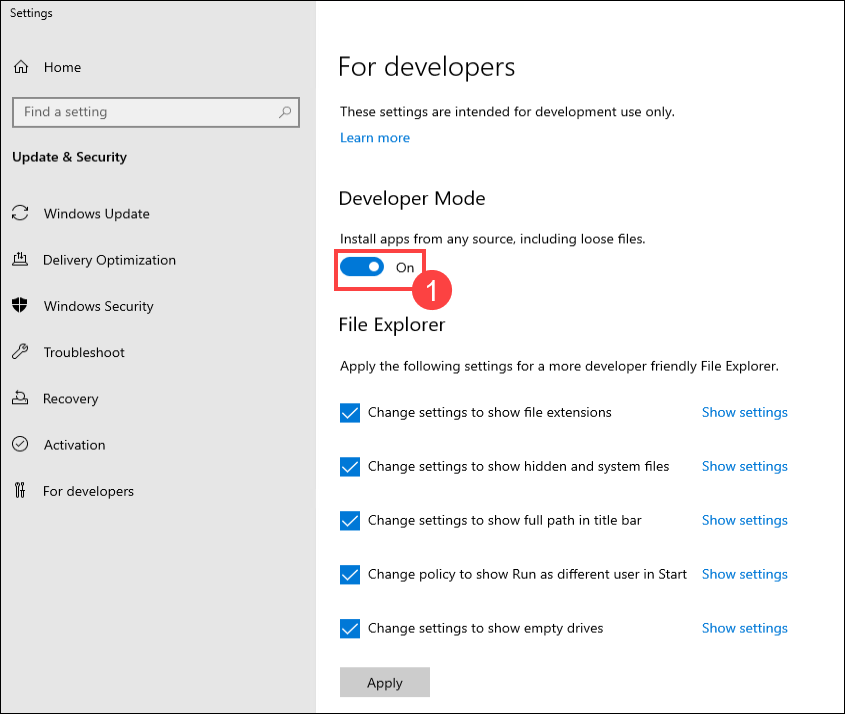 Settings
Home
Find a setting
Update & Security
Windows Update
Delivery Optimization
Windows Security
Troubleshoot
Recovery
Activation
For developers
For developers
These settings are intended for development use only.
Learn more
Developer Mode
Install apps from any source, including loose files.
On
1
File Explorer
Apply the following settings for a more developer friendly File Explorer.
Change settings to show file extensions Show settings
Change settings to show hidden and system files Show settings
Change settings to show full path in title bar Show settings
Change policy to show Run as different user in Start Show settings
Change settings to show empty drives Show settings
Apply